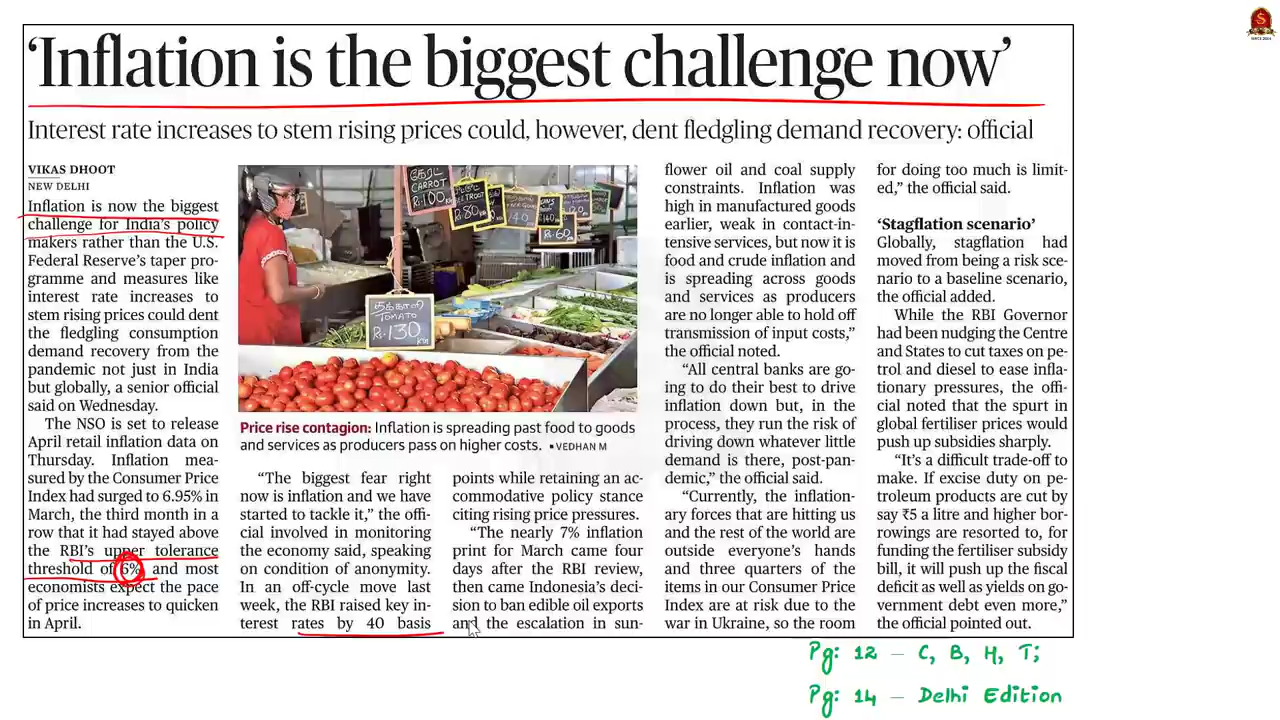 ‘Inflation is the biggest challenge now’
Interest rate increases to stem rising prices could, however, dent fledgling demand recovery: official
VIKAS DHOOT
NEW DELHI
Inflation is now the biggest
challenge for India's policy
makers rather than the U.S.
Federal Reserve's taper pro-
gramme and measures like
interest rate increases to
stem rising prices could dent
the fledgling consumption
demand recovery from the
pandemic not just in India
but globally, a senior official
said on Wednesday.
The NSO is set to release
April retail inflation data on
Thursday. Inflation mea-
sured by the Consumer Price
Index had surged to 6.95% in
March, the third month in a
row that it had stayed above
the RBI's upper tolerance
threshold of 6% and most
economists expect the pace
of price increases to quicken
in April.
கேரட்
CARROT
Rs.100
Rs.80
140
Rs.60
தக்காளி
TOMATO
Rs.130
Price rise contagion: Inflation is spreading past food to goods
and services as producers pass on higher costs. ▪ VEDHAN M
“The biggest fear right
now is inflation and we have
started to tackle it,” the offi-
cial involved in monitoring
the economy said, speaking
on condition of anonymity.
In an off-cycle move last
week, the RBI raised key in-
terest rates by 40 basis
points while retaining an ac-
commodative policy stance
citing rising price pressures.
“The nearly 7% inflation
print for March came four
days after the RBI review,
then came Indonesia's deci-
sion to ban edible oil exports
and the escalation in sun-
flower oil and coal supply
constraints. Inflation was
high in manufactured goods
earlier, weak in contact-in-
tensive services, but now it is
food and crude inflation and
is spreading across goods
and services as producers
are no longer able to hold off
transmission of input costs,”
the official noted.
“All central banks are go-
ing to do their best to drive
inflation down but, in the
process, they run the risk of
driving down whatever little
demand is there, post-pan-
demic,” the official said.
“Currently, the inflation-
ary forces that are hitting us
and the rest of the world are
outside everyone's hands
and three quarters of the
items in our Consumer Price
Index are at risk due to the
war in Ukraine, so the room
for doing too much is limit-
ed,” the official said.
‘Stagflation scenario’
Globally, stagflation had
moved from being a risk sce-
nario to a baseline scenario,
the official added.
While the RBI Governor
had been nudging the Centre
and States to cut taxes on pe-
trol and diesel to ease infla-
tionary pressures, the offi-
cial noted that the spurt in
global fertiliser prices would
push up subsidies sharply.
“It's a difficult trade-off to
make. If excise duty on pe-
troleum products are cut by
say ₹5 a litre and higher bor-
rowings are resorted to, for
funding the fertiliser subsidy
bill, it will push up the fiscal
deficit as well as yields on go-
vernment debt even more,”
the official pointed out.
Pg: 12 – C, B, H, T;
Pg: 14 – Delhi Edition